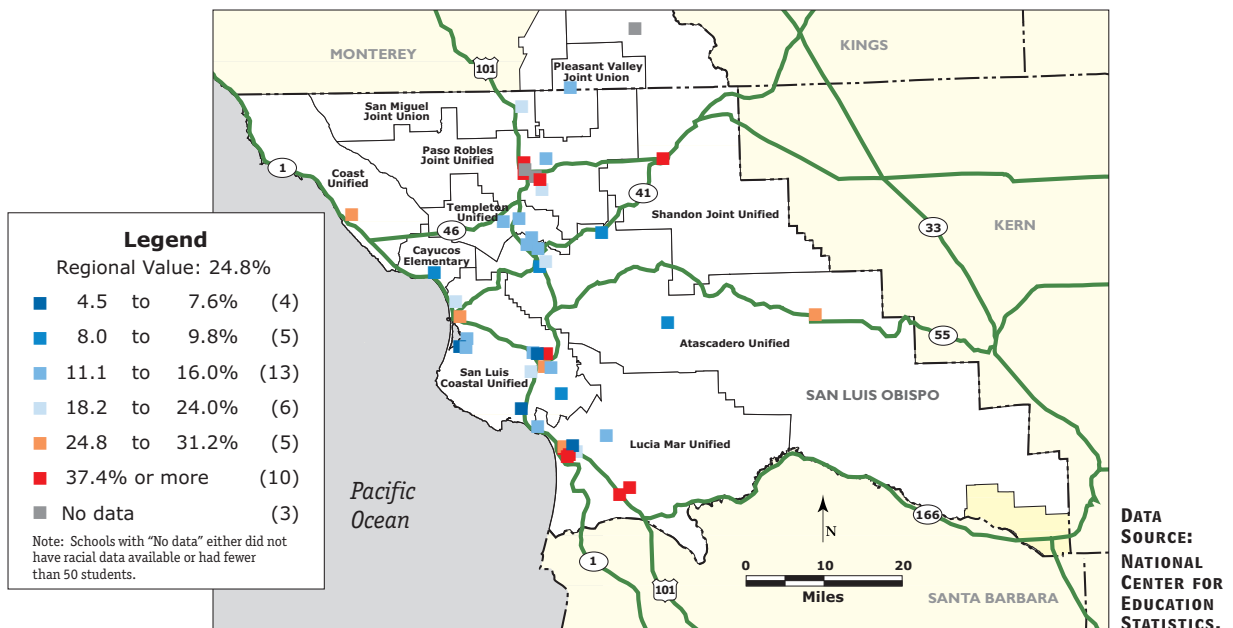 MONTEREY
KINGS
101
Pleasant Valley
Joint Union
San Miguel
Joint Union
Paso Robles
Joint Unified
1
Coast
Unified
41
Templeton
Unified
Shandon Joint Unified
46
33
KERN
Cayucos
Elementary
Legend
Regional Value: 24.8%
4.5 to 7.6% (4)
8.0 to 9.8% (5)
11.1 to 16.0% (13)
18.2 to 24.0% (6)
24.8 to 31.2% (5)
37.4% or more (10)
No data (3)
Note: Schools with “No data” either did not
have racial data available or had fewer
than 50 students.
55
Atascadero Unified
San Luis
Coastal Unified
SAN LUIS OBISPO
Lucia Mar Unified
Pacific
Ocean
N
166
1
101
0 10 20
Miles
SANTA BARBARA
DATA
SOURCE:
NATIONAL
CENTER FOR
EDUCATION
STATISTICS.